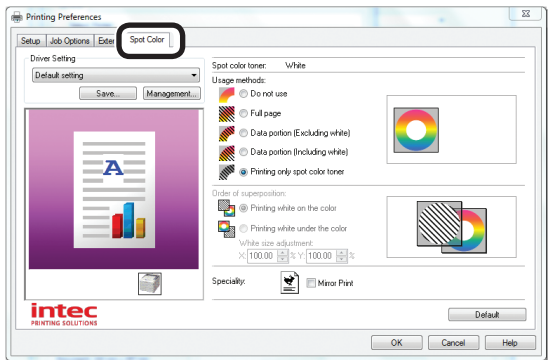 Printing Preferences
Setup Job Options Exter Spot Color
Driver Setting
Default setting
Save... Management...
A
intec
PRINTING SOLUTIONS
Spot color toner: White
Usage methods:
Do not use
Full page
Data portion (Excluding white)
Data portion (Including white)
Printing only spot color toner
Order of superposition:
Printing white on the color
Printing white under the color
White size adjustment:
X: 100.00 % Y: 100.00 %
Speciality: Mirror Print
Default
OK Cancel Help